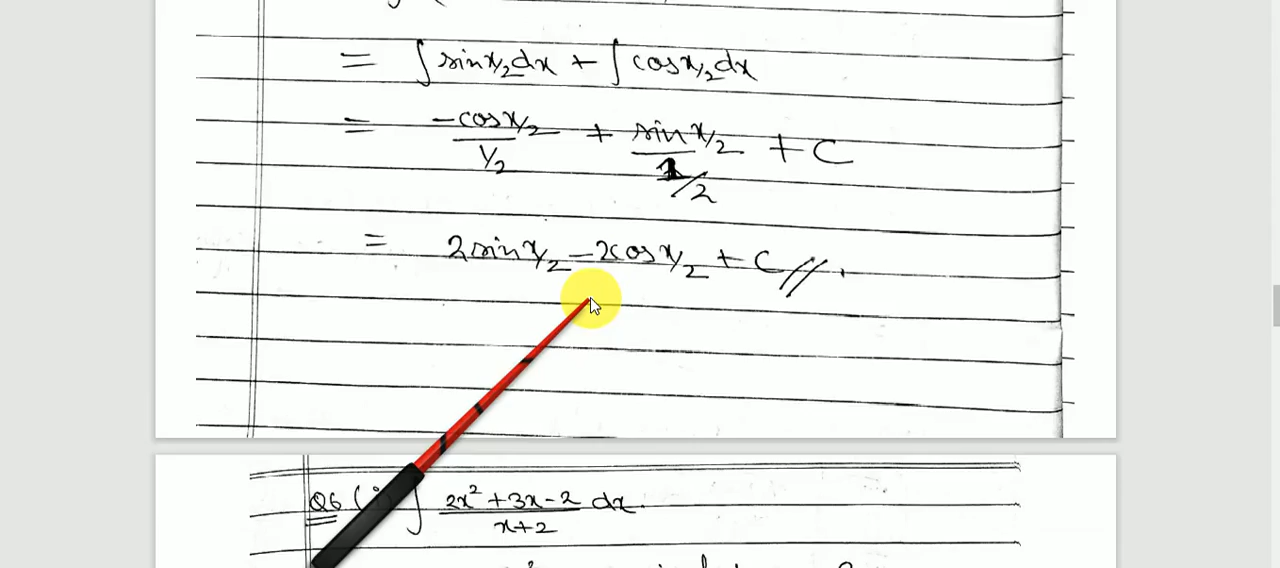 = ∫ sin x/2 dx + ∫ cos x/2 dx
= -cos x/2 / 1/2 + sin x/2 / 1/2 + C
= 2 sin x/2 - 2 cos x/2 + C //.
Q6 (i) ∫ 2x² + 3x - 2 / x + 2 dx.